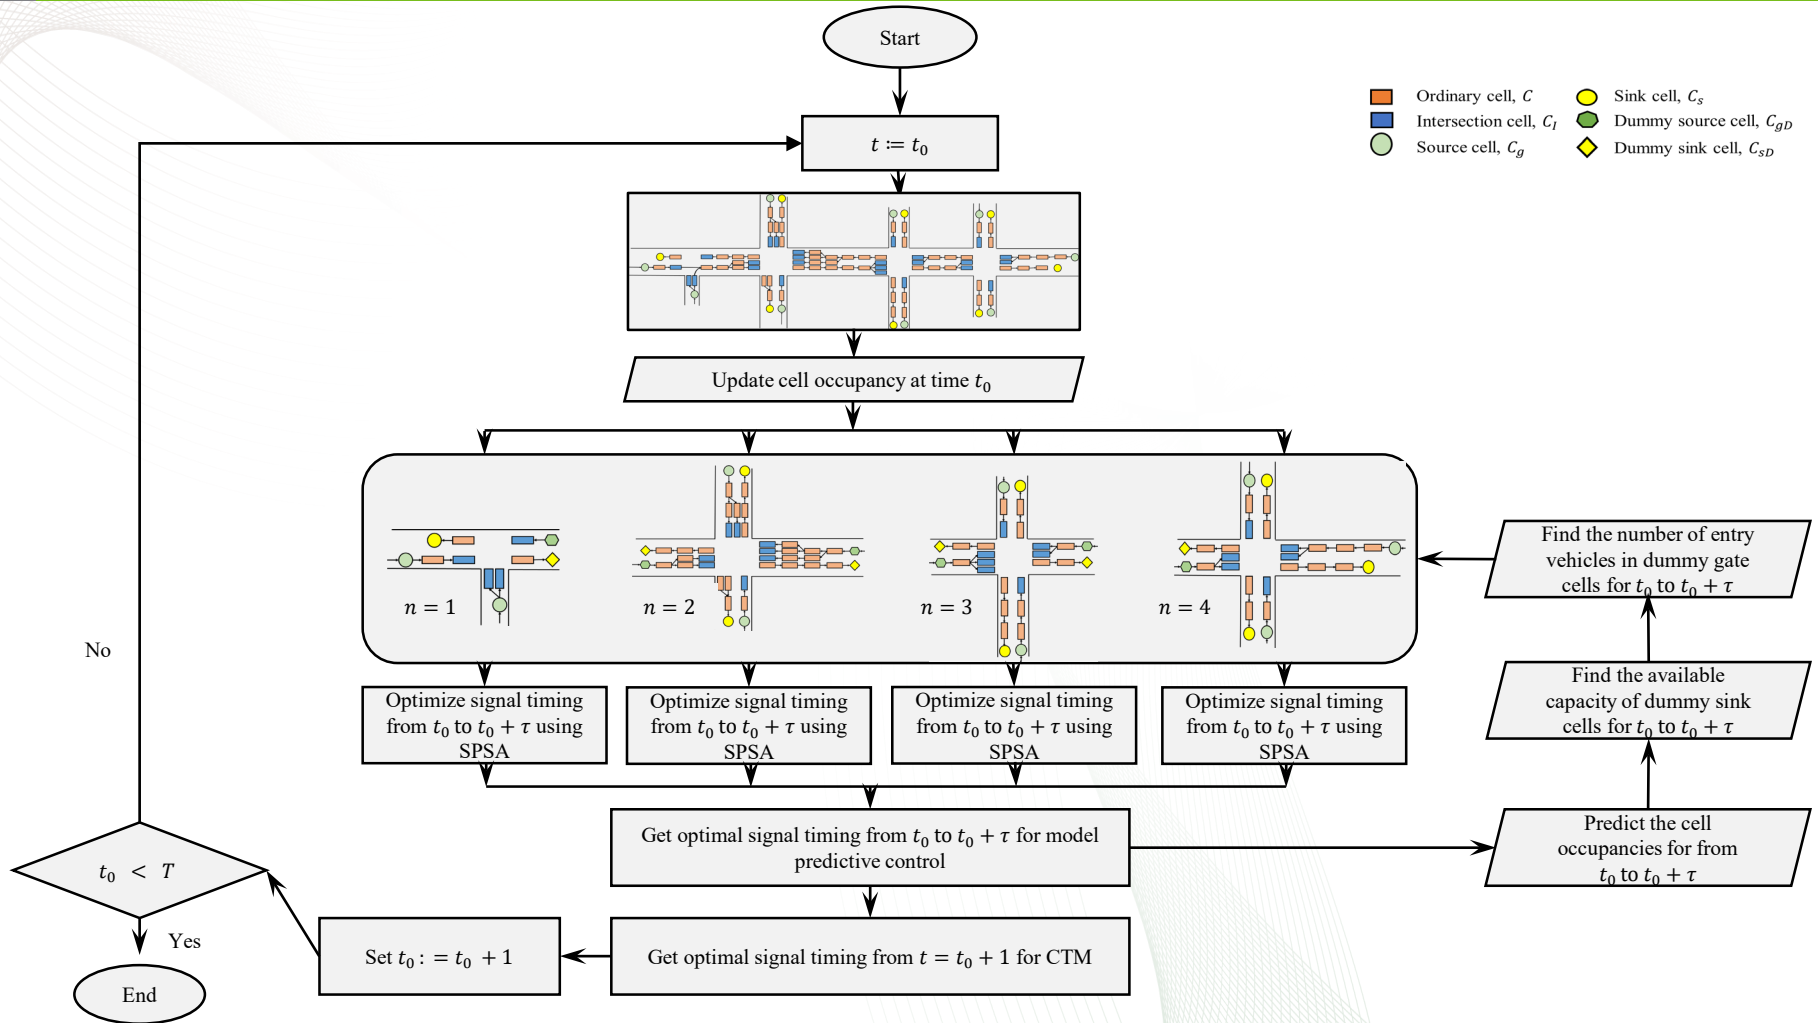 Start
t := t₀
Ordinary cell, C
Intersection cell, C_I
Source cell, C_g
Sink cell, C_s
Dummy source cell, C_gD
Dummy sink cell, C_sD
Update cell occupancy at time t₀
n = 1
n = 2
n = 3
n = 4
Find the number of entry
vehicles in dummy gate
cells for t₀ to t₀ + τ
No
Optimize signal timing
from t₀ to t₀ + τ using
SPSA
Optimize signal timing
from t₀ to t₀ + τ using
SPSA
Optimize signal timing
from t₀ to t₀ + τ using
SPSA
Optimize signal timing
from t₀ to t₀ + τ using
SPSA
Find the available
capacity of dummy sink
cells for t₀ to t₀ + τ
Get optimal signal timing from t₀ to t₀ + τ for model
predictive control
Predict the cell
occupancies for from
t₀ to t₀ + τ
t₀ < T
Yes
Set t₀ : = t₀ + 1
Get optimal signal timing from t = t₀ + 1 for CTM
End